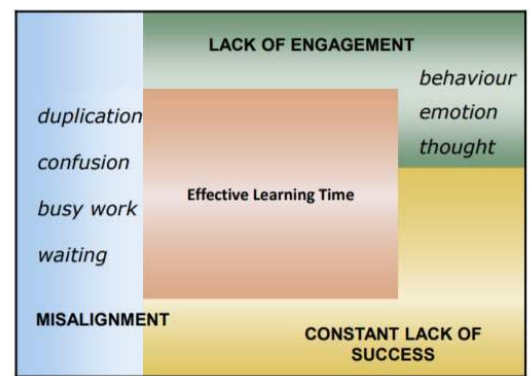 LACK OF ENGAGEMENT
behaviour
emotion
thought
duplication
confusion
busy work
waiting
Effective Learning Time
MISALIGNMENT
CONSTANT LACK OF
SUCCESS